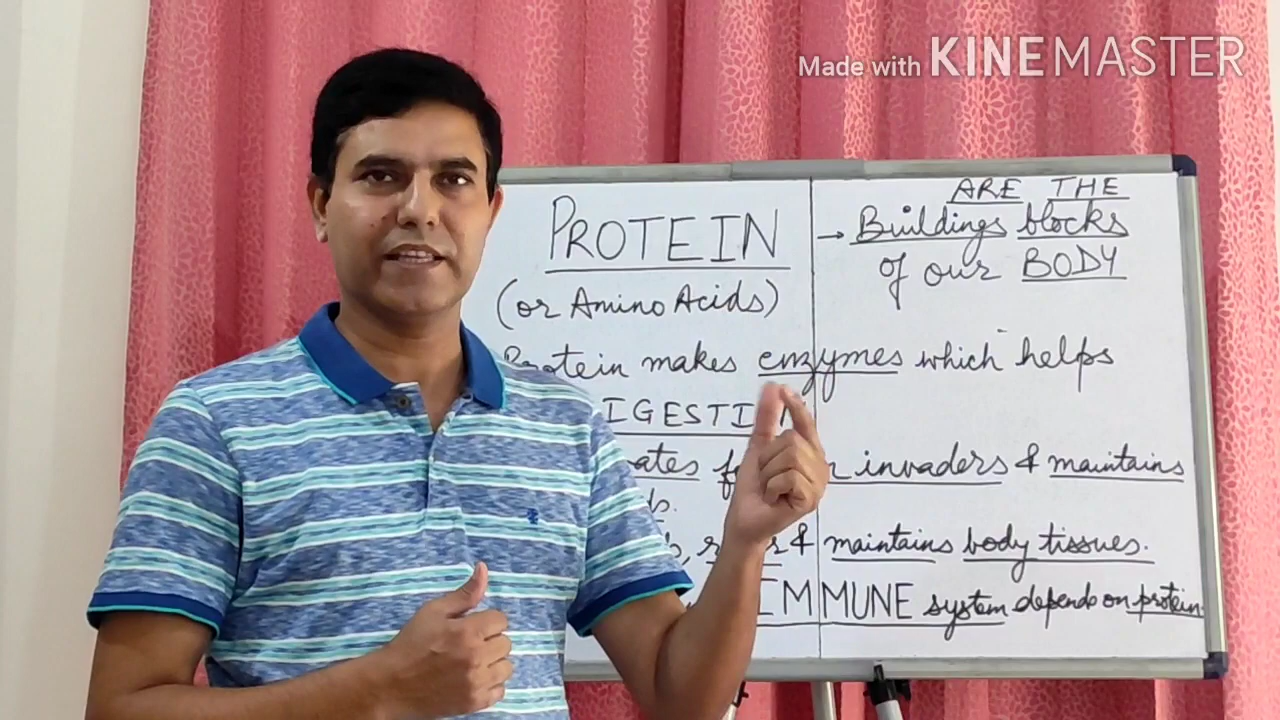 Made with KINEMASTER
PROTEIN
(or Amino Acids)
ARE THE
→ Buildings blocks
of our BODY
Protein makes enzymes which helps
invaders & maintains
& maintains body tissues.
IMMUNE system depends on protein.